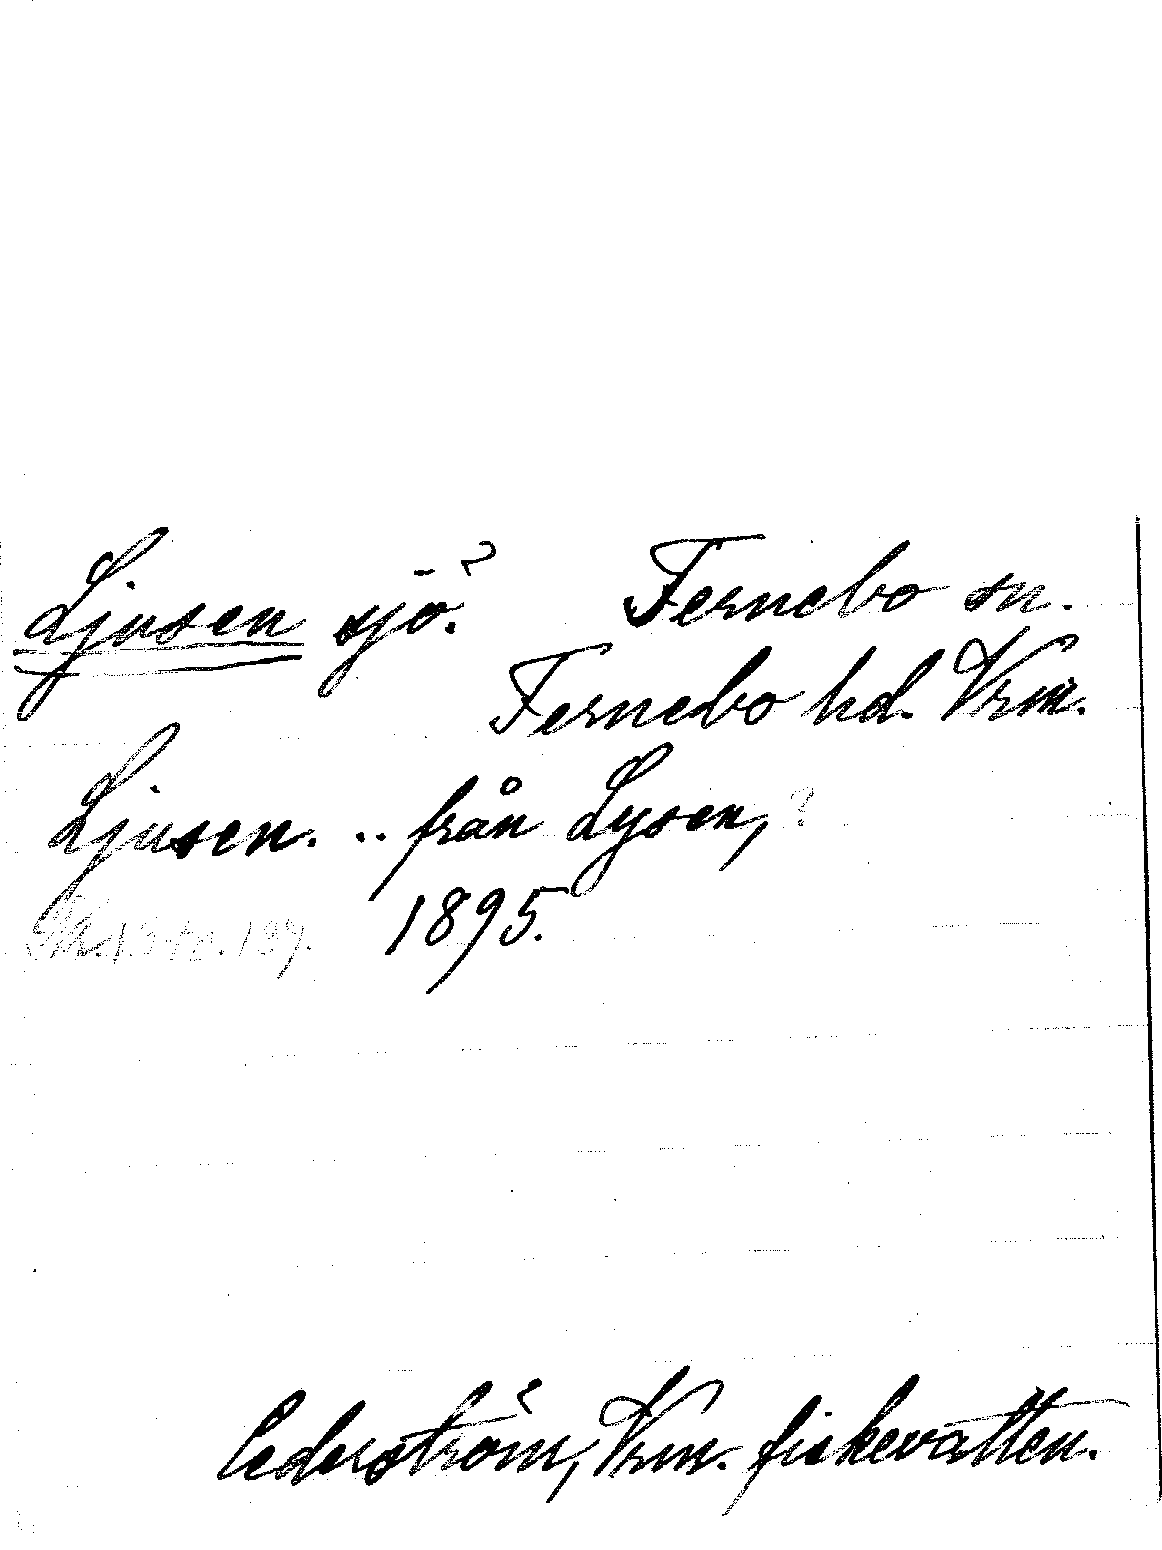 Ljusen sjö? Fernebo sn.
Fernebo hd. Vrm.
Ljusen. .. från Lysen, ?
1895.
Cederström, Vrm. fiskevatten.